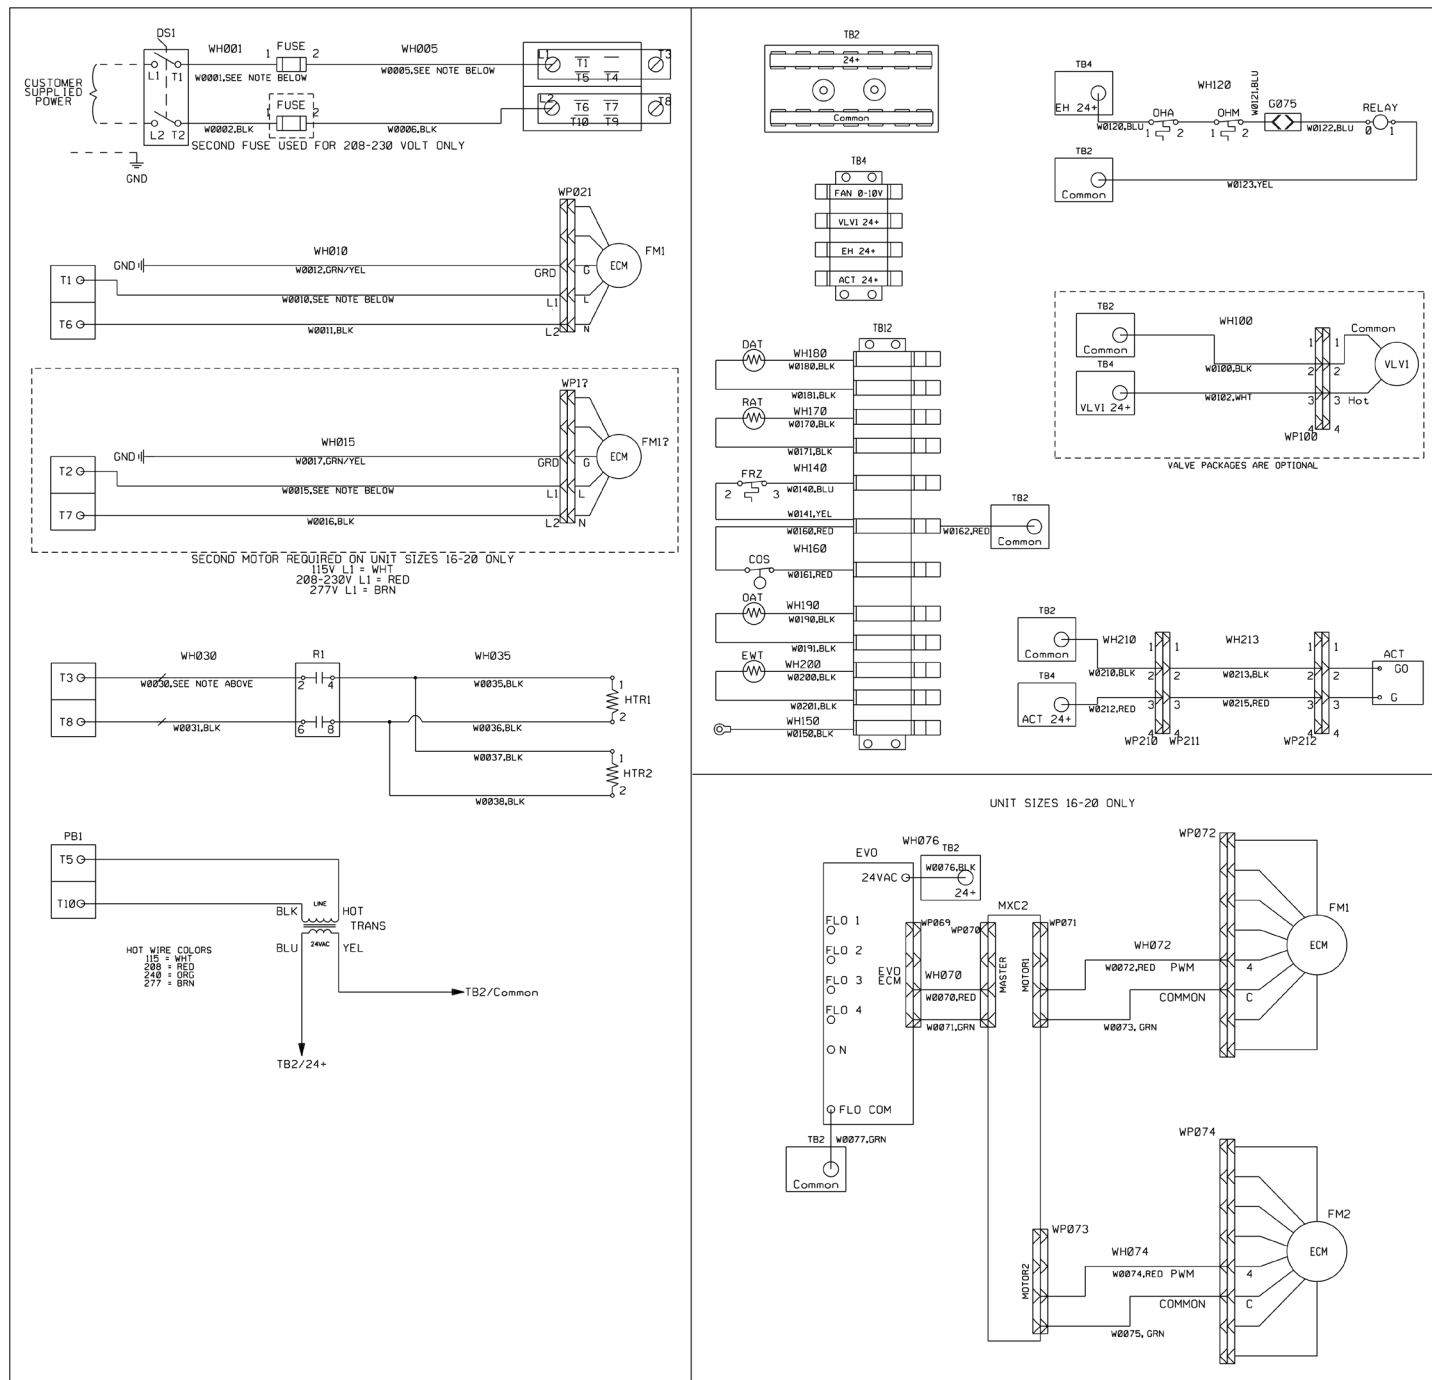 DS1
WH001
FUSE
WH005
1
2
L1
T3
CUSTOMER
SUPPLIED
POWER
L1 T1
W0001,SEE NOTE BELOW
W0005,SEE NOTE BELOW
T1
T5 T4
FUSE
2
L2
T6 T7
T10 T9
T8
L2 T2
W0002,BLK
W0006,BLK
SECOND FUSE USED FOR 208-230 VOLT ONLY
GND
WP021
WH010
FM1
GND
W0012,GRN/YEL
GRD
G
ECM
T1
W0010,SEE NOTE BELOW
L1
L
T6
W0011,BLK
L2
N
WP1?
WH015
FM1?
GND
W0017,GRN/YEL
GRD
G
ECM
T2
W0015,SEE NOTE BELOW
L1
L
T7
W0016,BLK
L2
N
SECOND MOTOR REQUIRED ON UNIT SIZES 16-20 ONLY
115V L1 = WHT
208-230V L1 = RED
277V L1 = BRN
WH030
R1
WH035
T3
W0030,SEE NOTE ABOVE
2 4
W0035,BLK
1
HTR1
2
T8
W0031,BLK
6 8
W0036,BLK
W0037,BLK
1
HTR2
2
W0038,BLK
PB1
T5
T10
LINE
BLK
HOT
TRANS
BLU
24VAC
YEL
HOT WIRE COLORS
115 = WHT
208 = RED
240 = ORG
277 = BRN
TB2/Common
TB2/24+
TB2
24+
Common
TB4
FAN 0-10V
VLV1 24+
EH 24+
ACT 24+
TB4
EH 24+
WH120
W0120,BLU
OHA
1 2
OHM
1 2
W0121,BLU
G075
W0122,BLU
RELAY
0 1
TB2
Common
W0123,YEL
TB12
DAT
WH180
W0180,BLK
W0181,BLK
RAT
WH170
W0170,BLK
W0171,BLK
FRZ
WH140
2 3
W0140,BLU
W0141,YEL
W0160,RED
W0162,RED
TB2
Common
WH160
COS
W0161,RED
OAT
WH190
W0190,BLK
W0191,BLK
EWT
WH200
W0200,BLK
W0201,BLK
WH150
W0150,BLK
TB2
Common
WH100
Common
1 1
W0100,BLK
2 2
VLV1
TB4
VLV1 24+
W0102,WHT
3 3
Hot
4 4
WP100
VALVE PACKAGES ARE OPTIONAL
TB2
Common
WH210
WH213
ACT
1 1
1 1
GO
W0210,BLK
2 2
W0213,BLK
2 2
TB4
ACT 24+
W0212,RED
3 3
W0215,RED
3 3
G
4 4
4 4
WP210
WP211
WP212
UNIT SIZES 16-20 ONLY
WH076
TB2
EVO
W0076,BLK
24VAC
24+
MXC2
FLO 1
WP069
WP070
WP071
FLO 2
EVO
ECM
WH070
MASTER
MOTOR1
FLO 3
W0070,RED
FLO 4
W0071,GRN
N
FLO COM
TB2
W0077,GRN
Common
WP072
FM1
ECM
WH072
W0072,RED
PWM
4
COMMON
C
W0073, GRN
WP074
FM2
ECM
WP073
MOTOR2
WH074
W0074,RED
PWM
4
COMMON
C
W0075, GRN